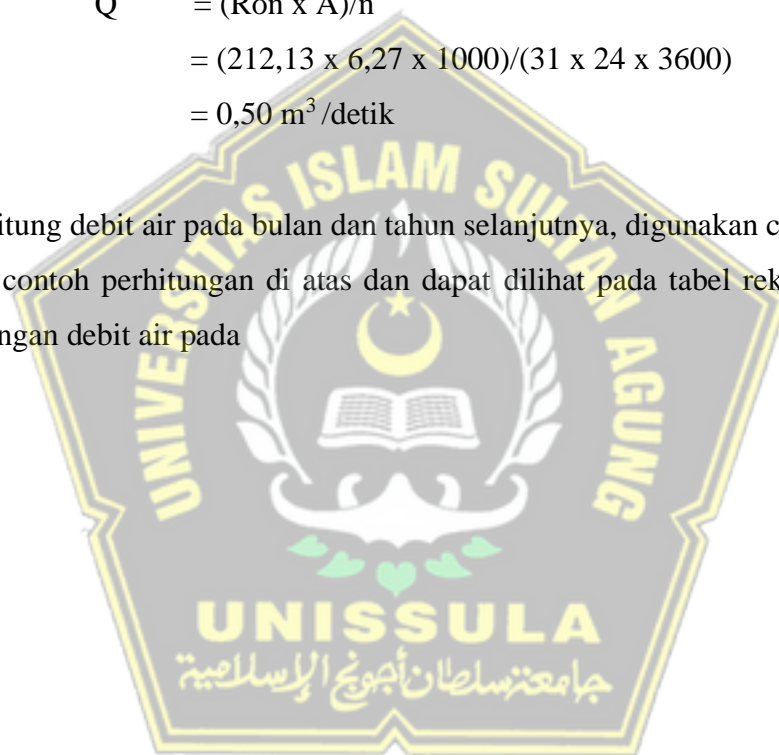 Q = (Ron x A)/n
= (212,13 x 6,27 x 1000)/(31 x 24 x 3600)
= 0,50 m³/detik
itung debit air pada bulan dan tahun selanjutnya, digunakan c
contoh perhitungan di atas dan dapat dilihat pada tabel rek
ngan debit air pada
UNIVERSITAS ISLAM SULTAN AGUNG
UNISSULA
جامعة سلطان أجونج الإسلامية